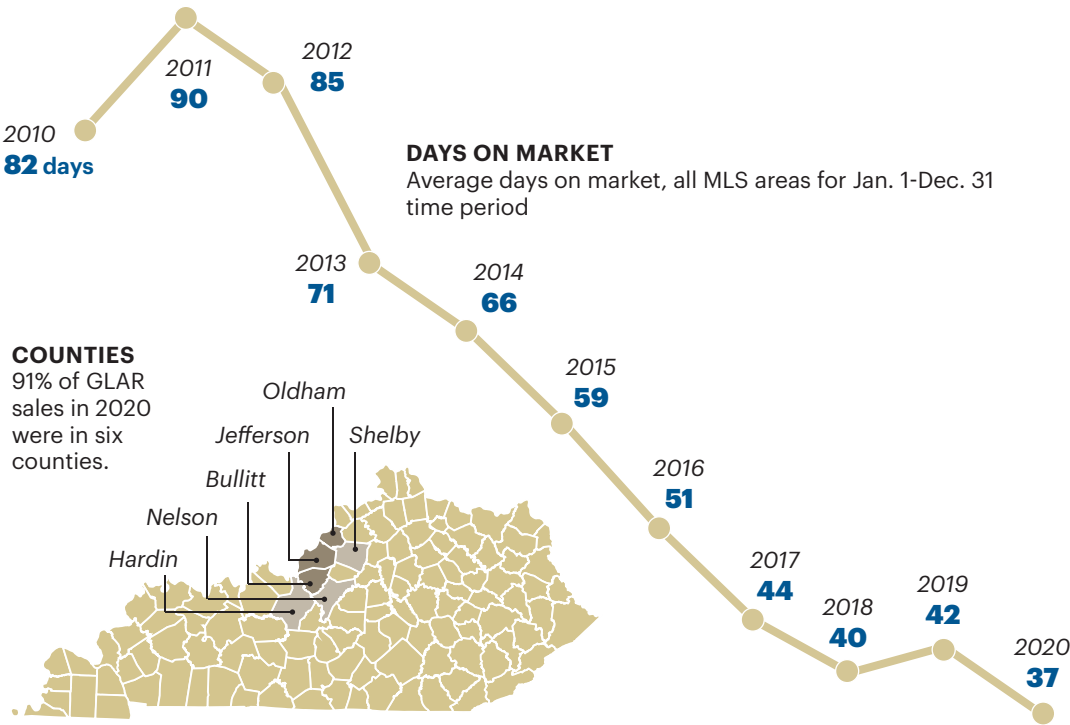 2010
82 days
2011
90
2012
85
DAYS ON MARKET
Average days on market, all MLS areas for Jan. 1-Dec. 31
time period
2013
71
2014
66
2015
59
2016
51
2017
44
2018
40
2019
42
2020
37
COUNTIES
91% of GLAR
sales in 2020
were in six
counties.
Oldham
Jefferson
Shelby
Bullitt
Nelson
Hardin